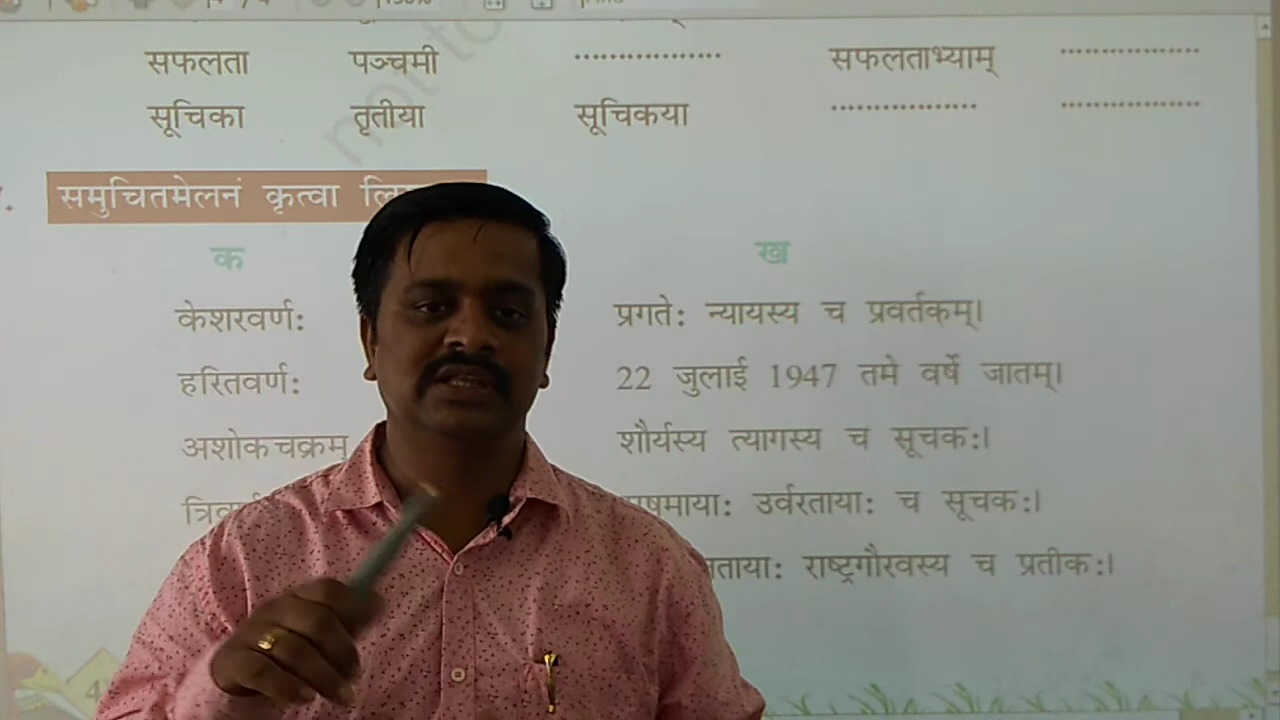 सफलता पञ्चमी .................. सफलताभ्याम् .................
सूचिका तृतीया सूचिकया .................. .................
समुचितमेलनं कृत्वा
क ख
केशरवर्णः प्रगतेः न्यायस्य च प्रवर्तकम्।
हरितवर्णः 22 जुलाई 1947 तमे वर्षे जातम्।
अशोकचक्रम् शौर्यस्य त्यागस्य च सूचकः।
उर्वरतायाः च सूचकः।
राष्ट्रगौरवस्य च प्रतीकः।